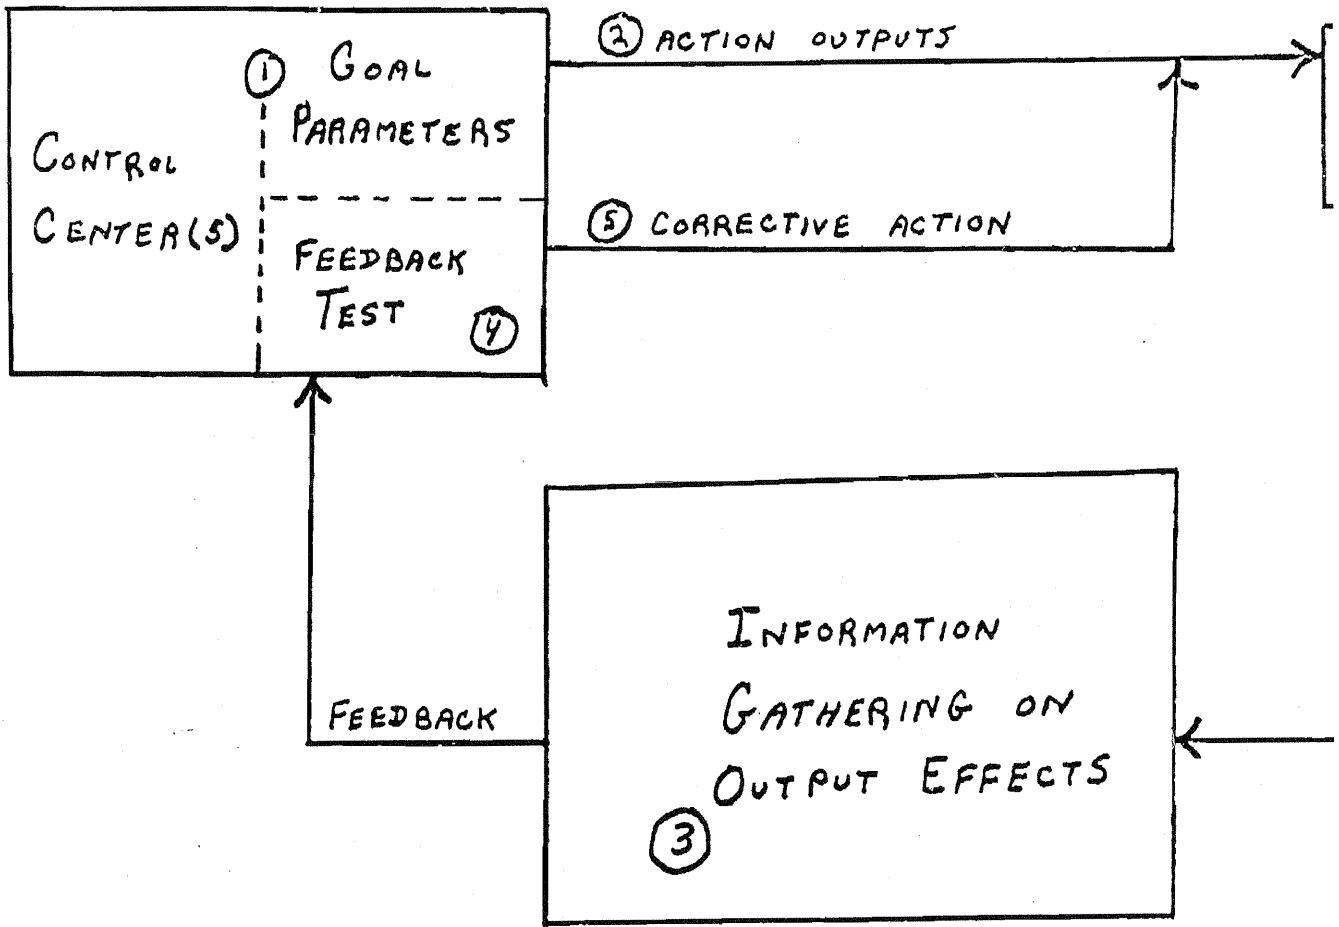 ② ACTION OUTPUTS
① GOAL
PARAMETERS
CONTROL
CENTER(S)
⑤ CORRECTIVE ACTION
FEEDBACK
TEST
④
INFORMATION
GATHERING ON
OUTPUT EFFECTS
③
FEEDBACK